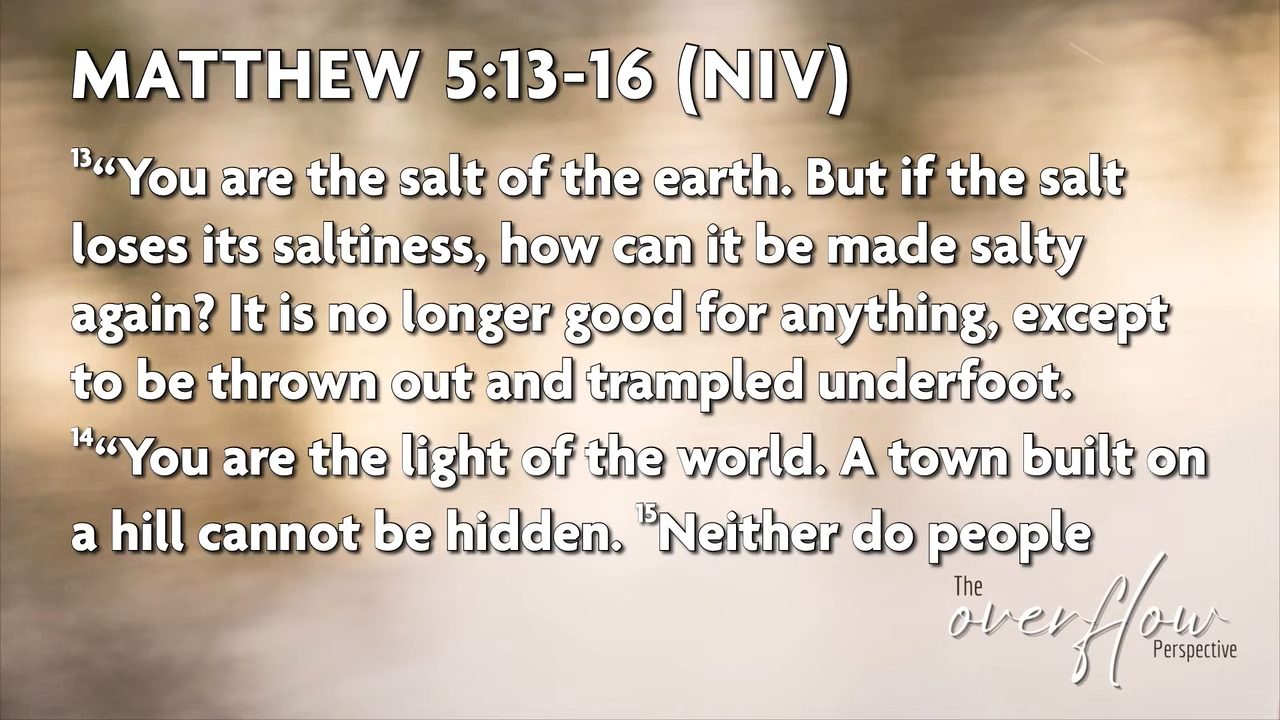 MATTHEW 5:13-16 (NIV)
13“You are the salt of the earth. But if the salt
loses its saltiness, how can it be made salty
again? It is no longer good for anything, except
to be thrown out and trampled underfoot.
14“You are the light of the world. A town built on
a hill cannot be hidden. 15Neither do people
The
overflow
Perspective